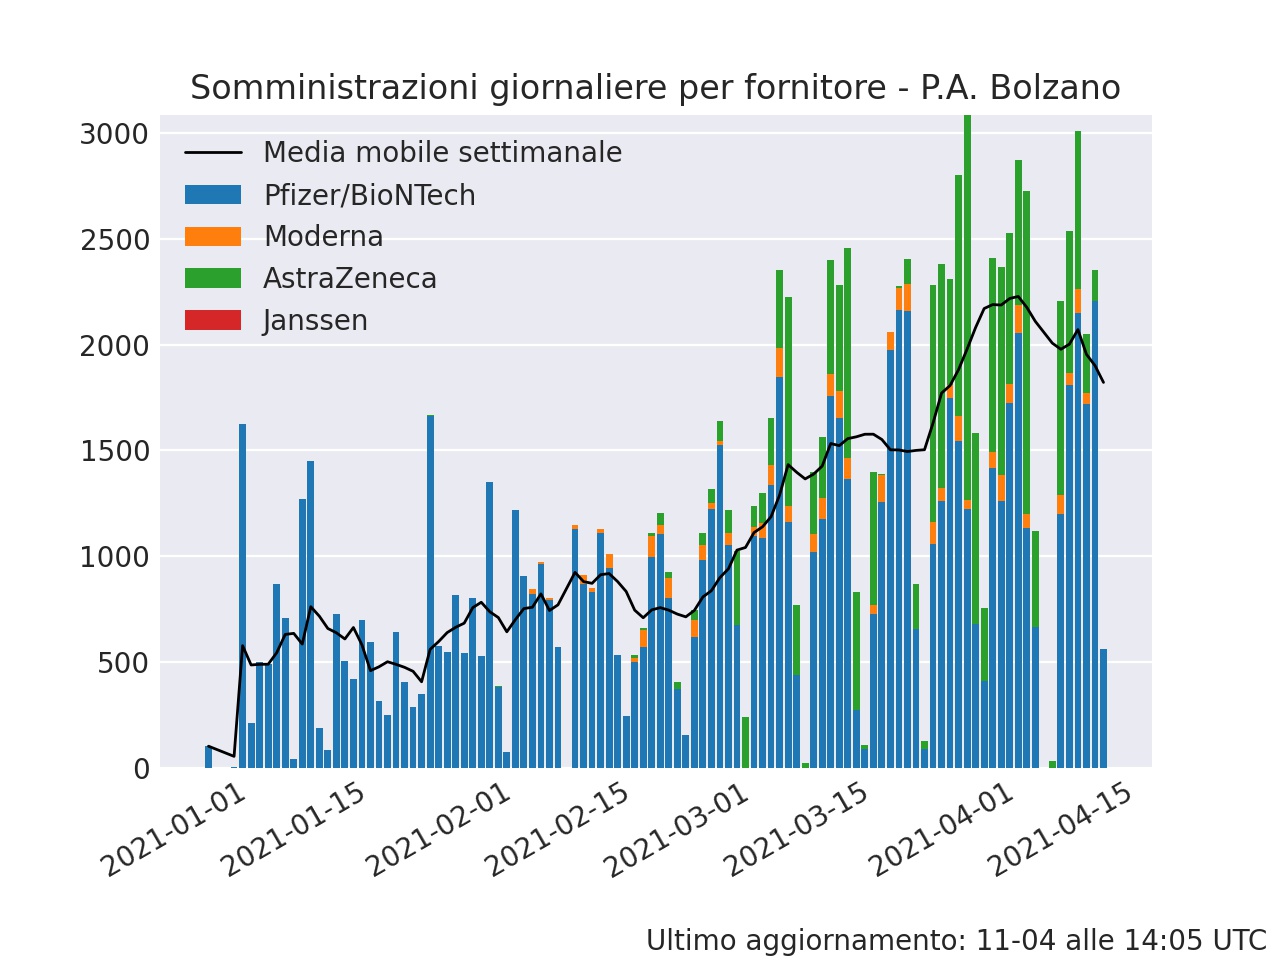 Somministrazioni giornaliere per fornitore - P.A. Bolzano
Media mobile settimanale
Pfizer/BioNTech
Moderna
AstraZeneca
Janssen
3000
2500
2000
1500
1000
500
0
2021-01-01
2021-01-15
2021-02-01
2021-02-15
2021-03-01
2021-03-15
2021-04-01
2021-04-15
Ultimo aggiornamento: 11-04 alle 14:05 UTC